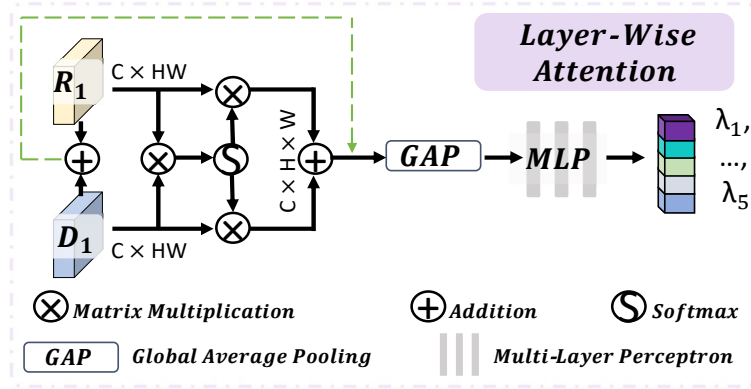 Layer-Wise
Attention
R1
C × HW
D1
C × HW
S
C × H × W
GAP
MLP
λ1,
...,
λ5
Matrix Multiplication
Addition
S Softmax
GAP Global Average Pooling
Multi-Layer Perceptron